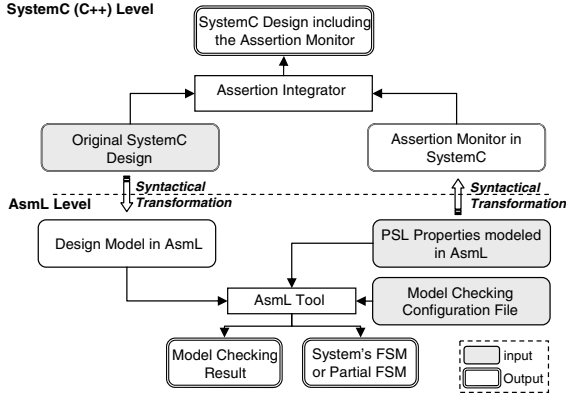 SystemC (C++) Level
SystemC Design including
the Assertion Monitor
Assertion Integrator
Original SystemC
Design
Assertion Monitor in
SystemC
Syntactical
Transformation
Syntactical
Transformation
AsmL Level
Design Model in AsmL
PSL Properties modeled
in AsmL
AsmL Tool
Model Checking
Configuration File
Model Checking
Result
System's FSM
or Partial FSM
input
Output